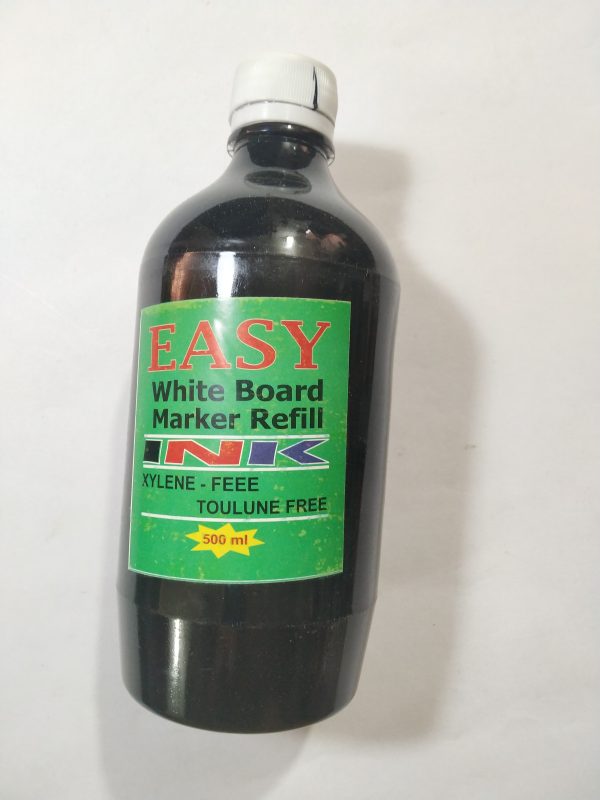 EASY
White Board
Marker Refill
INK
XYLENE - FEEE
TOULUNE FREE
500 ml